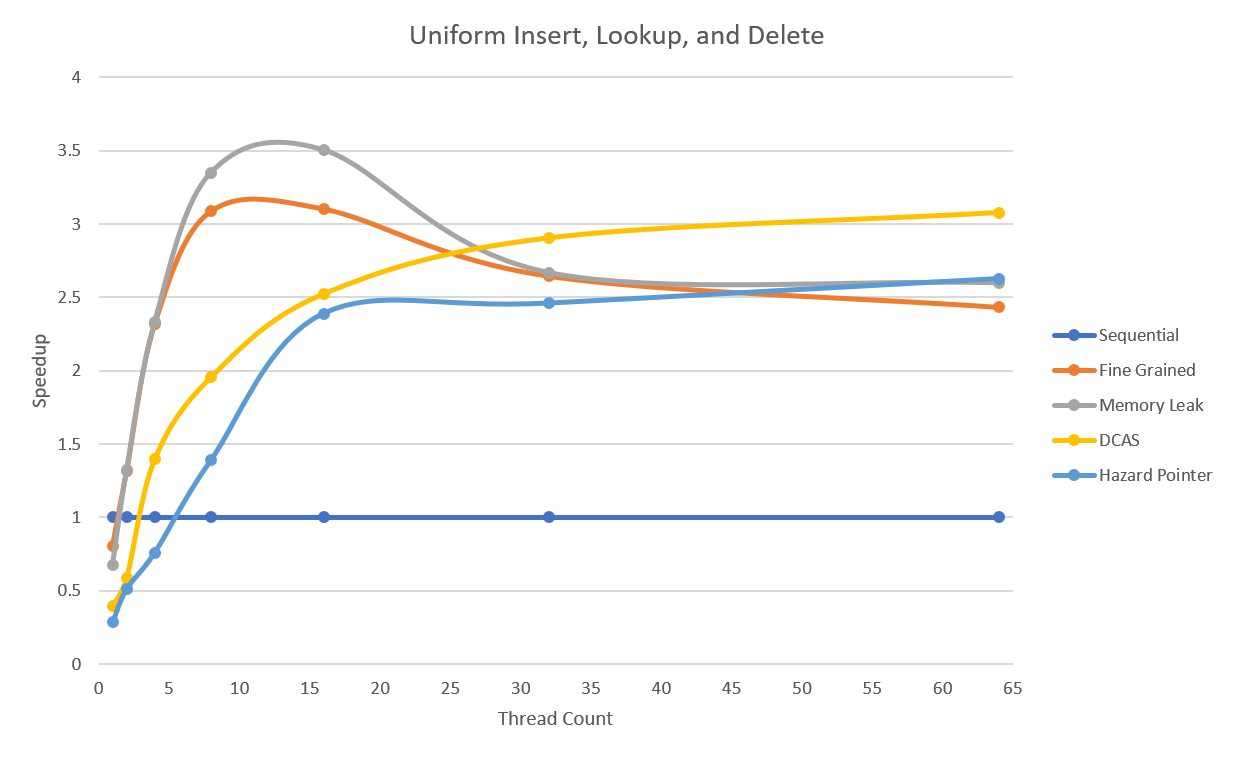 Uniform Insert, Lookup, and Delete
4
3.5
3
2.5
2
1.5
1
0.5
0
Speedup
0 5 10 15 20 25 30 35 40 45 50 55 60 65
Thread Count
Sequential
Fine Grained
Memory Leak
DCAS
Hazard Pointer